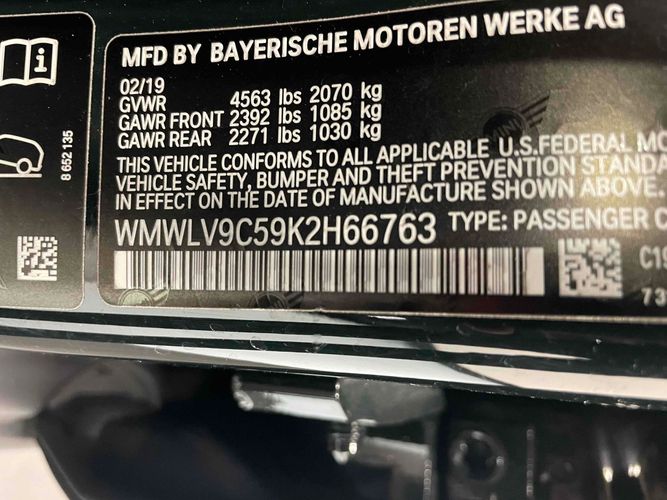 MFD BY BAYERISCHE MOTOREN WERKE AG
02/19
GVWR 4563 lbs 2070 kg
GAWR FRONT 2392 lbs 1085 kg
GAWR REAR 2271 lbs 1030 kg
THIS VEHICLE CONFORMS TO ALL APPLICABLE U.S.FEDERAL MO
VEHICLE SAFETY, BUMPER AND THEFT PREVENTION STANDA
IN EFFECT ON THE DATE OF MANUFACTURE SHOWN ABOVE
WMWLV9C59K2H66763 TYPE: PASSENGER C
C19
8 652 135
MINI